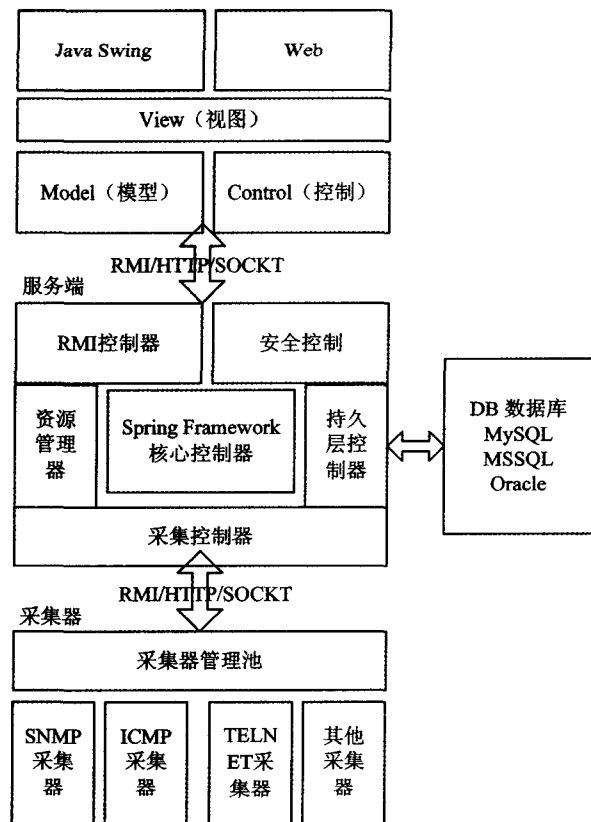 Java Swing
Web
View（视图）
Model（模型）
Control（控制）
RMI/HTTP/SOCKT
服务端
RMI控制器
安全控制
资源
管理
器
Spring Framework
核心控制器
持久
层控
制器
DB 数据库
MySQL
MSSQL
Oracle
采集控制器
RMI/HTTP/SOCKT
采集器
采集器管理池
SNMP
采集
器
ICMP
采集
器
TELN
ET采
集器
其他
采集
器